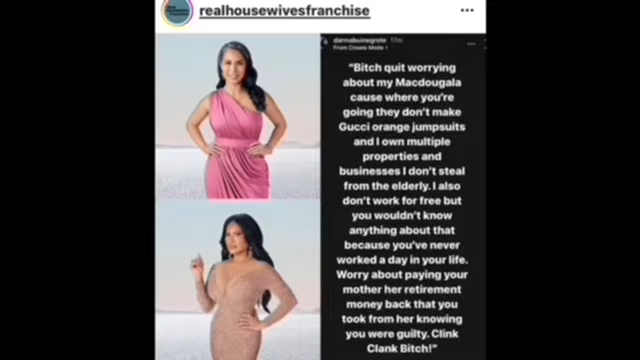 realhousewivesfranchise
•••
darmabuinegrete 17m
From Create Mode ›
"Bitch quit worrying
about my Macdougala
cause where you're
going they don't make
Gucci orange jumpsuits
and I own multiple
properties and
businesses I don't steal
from the elderly. I also
don't work for free but
you wouldn't know
anything about that
because you've never
worked a day in your life.
Worry about paying your
mother her retirement
money back that you
took from her knowing
you were guilty. Clink
Clank Bitch!"